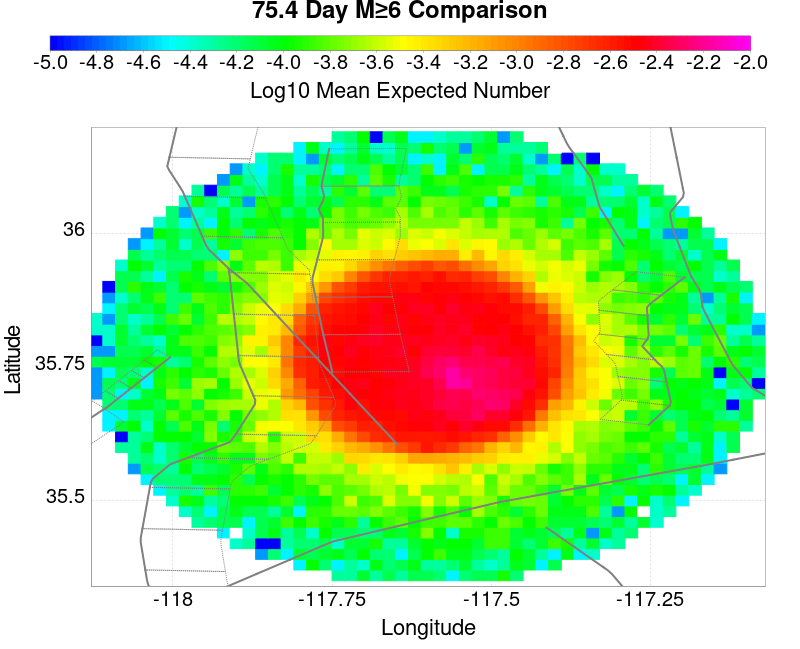 75.4 Day M≥6 Comparison
-5.0 -4.8 -4.6 -4.4 -4.2 -4.0 -3.8 -3.6 -3.4 -3.2 -3.0 -2.8 -2.6 -2.4 -2.2 -2.0
Log10 Mean Expected Number
36
35.75
35.5
Latitude
-118 -117.75 -117.5 -117.25
Longitude